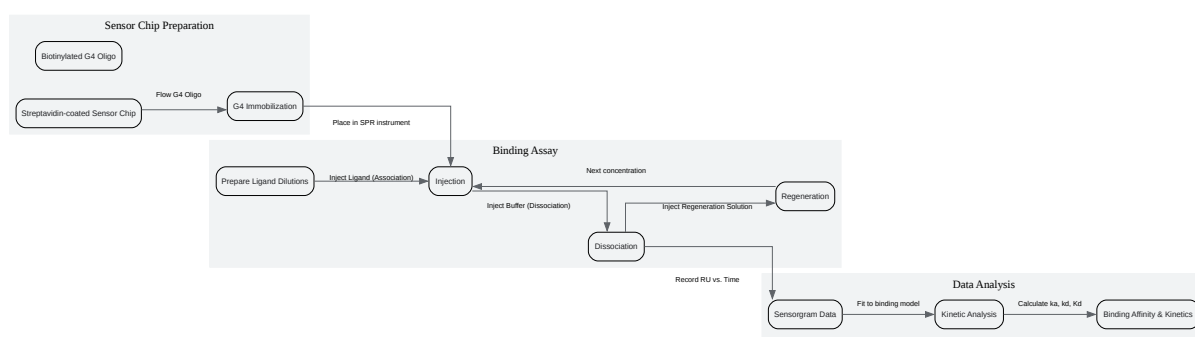 Sensor Chip Preparation
Biotinylated G4 Oligo
Flow G4 Oligo
Streptavidin-coated Sensor Chip
G4 Immobilization
Place in SPR instrument
Binding Assay
Prepare Ligand Dilutions
Inject Ligand (Association)
Injection
Next concentration
Regeneration
Inject Buffer (Dissociation)
Inject Regeneration Solution
Dissociation
Record RU vs. Time
Data Analysis
Sensorgram Data
Fit to binding model
Kinetic Analysis
Calculate ka, kd, Kd
Binding Affinity & Kinetics